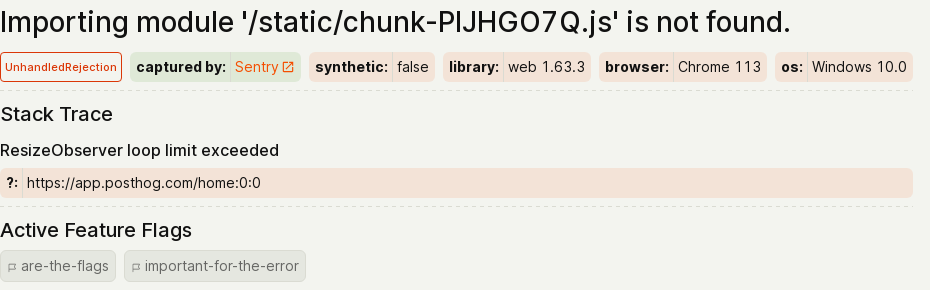 Importing module '/static/chunk-PIJHGO7Q.js' is not found.
UnhandledRejection captured by: Sentry synthetic: false library: web 1.63.3 browser: Chrome 113 os: Windows 10.0
Stack Trace
ResizeObserver loop limit exceeded
?: https://app.posthog.com/home:0:0
Active Feature Flags
are-the-flags important-for-the-error